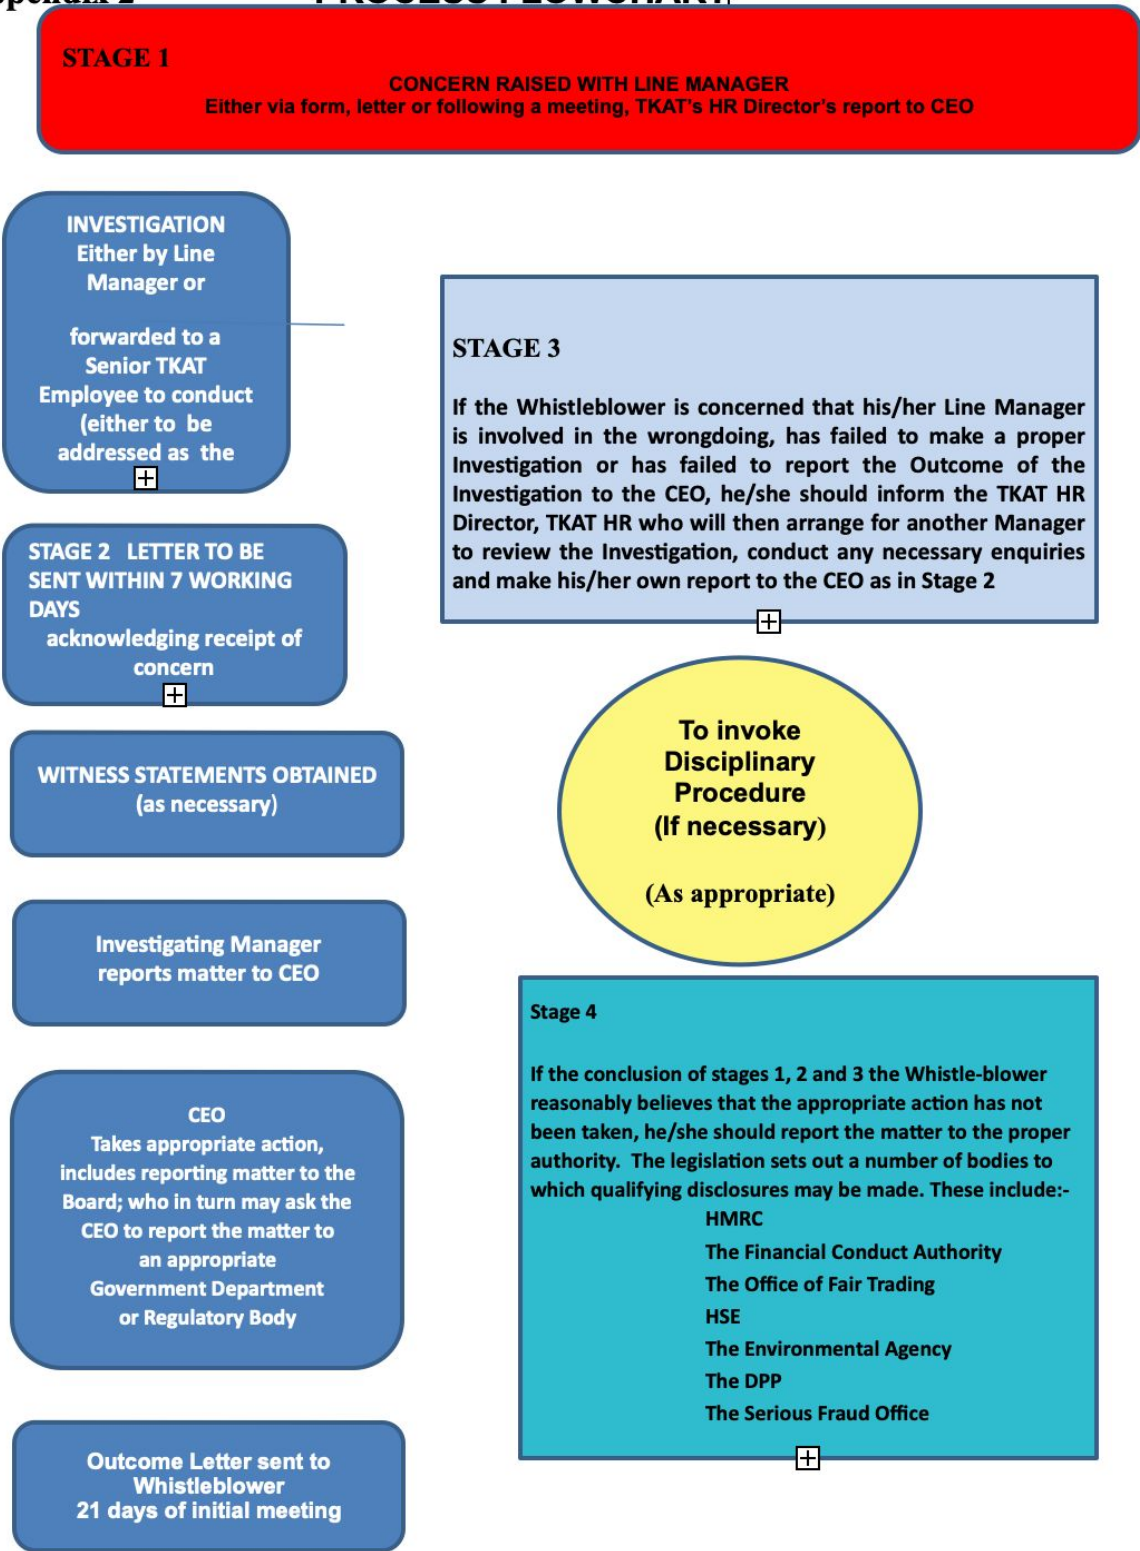 PROCESS FLOWCHART
STAGE 1
CONCERN RAISED WITH LINE MANAGER
Either via form, letter or following a meeting, TKAT's HR Director's report to CEO
INVESTIGATION
Either by Line
Manager or
forwarded to a
Senior TKAT
Employee to conduct
(either to be
addressed as the
STAGE 2 LETTER TO BE
SENT WITHIN 7 WORKING
DAYS
acknowledging receipt of
concern
WITNESS STATEMENTS OBTAINED
(as necessary)
Investigating Manager
reports matter to CEO
CEO
Takes appropriate action,
includes reporting matter to the
Board; who in turn may ask the
CEO to report the matter to
an appropriate
Government Department
or Regulatory Body
Outcome Letter sent to
Whistleblower
21 days of initial meeting
STAGE 3
If the Whistleblower is concerned that his/her Line Manager
is involved in the wrongdoing, has failed to make a proper
Investigation or has failed to report the Outcome of the
Investigation to the CEO, he/she should inform the TKAT HR
Director, TKAT HR who will then arrange for another Manager
to review the Investigation, conduct any necessary enquiries
and make his/her own report to the CEO as in Stage 2
To invoke
Disciplinary
Procedure
(If necessary)
(As appropriate)
Stage 4
If the conclusion of stages 1, 2 and 3 the Whistle-blower
reasonably believes that the appropriate action has not
been taken, he/she should report the matter to the proper
authority. The legislation sets out a number of bodies to
which qualifying disclosures may be made. These include:-
HMRC
The Financial Conduct Authority
The Office of Fair Trading
HSE
The Environmental Agency
The DPP
The Serious Fraud Office